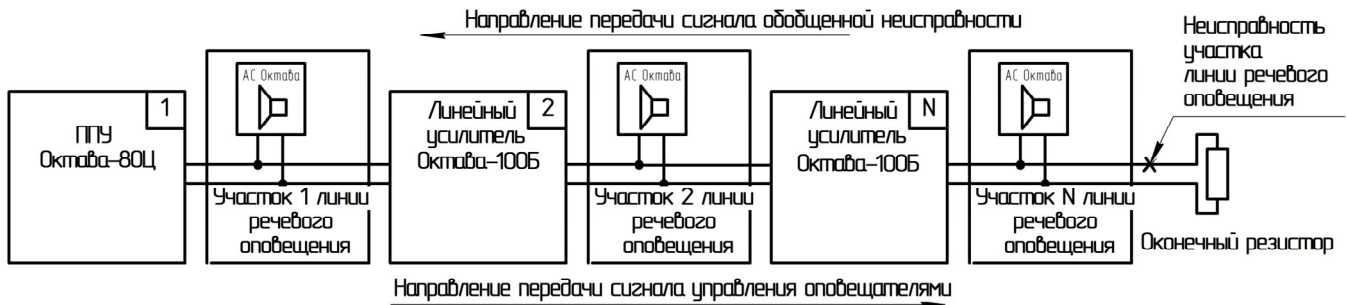 Направление передачи сигнала обобщенной неисправности
Неисправность
участка
линии речевого
оповещения
1
ППУ
Октава-80Ц
АС Октава
Участок 1 линии
речевого
оповещения
2
Линейный
усилитель
Октава-100Б
АС Октава
Участок 2 линии
речевого
оповещения
N
Линейный
усилитель
Октава-100Б
АС Октава
Участок N линии
речевого
оповещения
Оконечный резистор
Направление передачи сигнала управления оповещателями